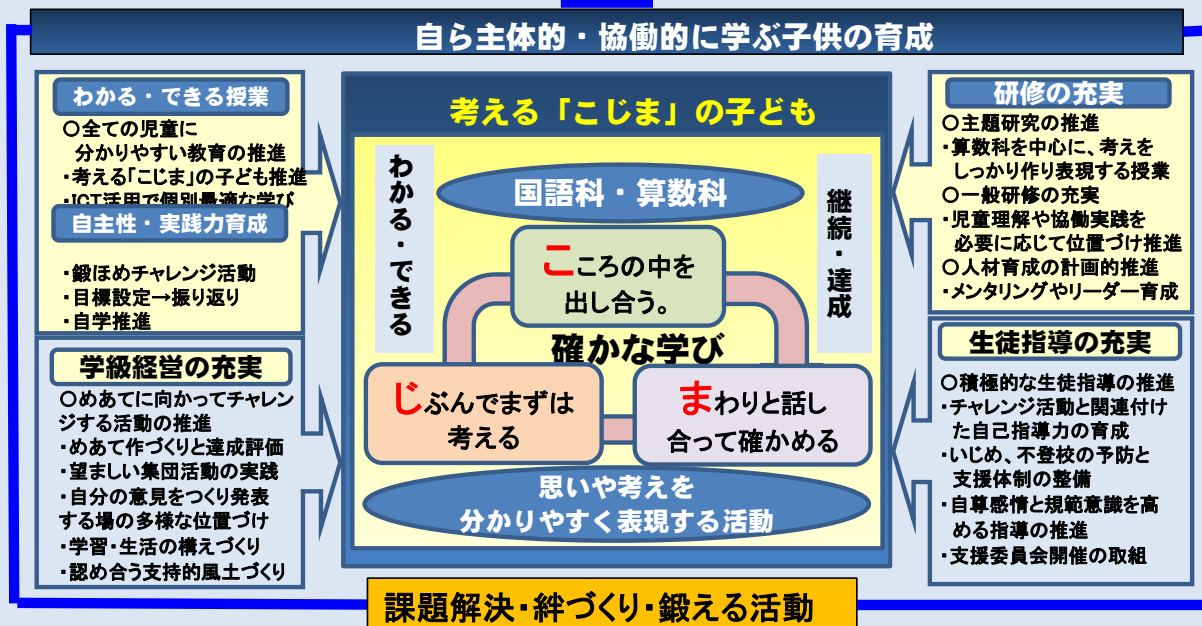 自ら主体的・協働的に学ぶ子供の育成
わかる・できる授業
〇全ての児童に
分かりやすい教育の推進
・考える「こじま」の子ども推進
・ICT活用で個別最適な学び
自主性・実践力育成
・鍛ほめチャレンジ活動
・目標設定→振り返り
・自学推進
学級経営の充実
〇めあてに向かってチャレン
ジする活動の推進
・めあて作づくりと達成評価
・望ましい集団活動の実践
・自分の意見をつくり発表
する場の多様な位置づけ
・学習・生活の構えづくり
・認め合う支持的風土づくり
考える「こじま」の子ども
わかる・できる
国語科・算数科
継続・達成
こころの中を
出し合う。
確かな学び
じぶんでまずは
考える
まわりと話し
合って確かめる
思いや考えを
分かりやすく表現する活動
研修の充実
〇主題研究の推進
・算数科を中心に、考えを
しっかり作り表現する授業
〇一般研修の充実
・児童理解や協働実践を
必要に応じて位置づけ推進
〇人材育成の計画的推進
・メンタリングやリーダー育成
生徒指導の充実
〇積極的な生徒指導の推進
・チャレンジ活動と関連付け
た自己指導力の育成
・いじめ、不登校の予防と
支援体制の整備
・自尊感情と規範意識を高
める指導の推進
・支援委員会開催の取組
課題解決・絆づくり・鍛える活動